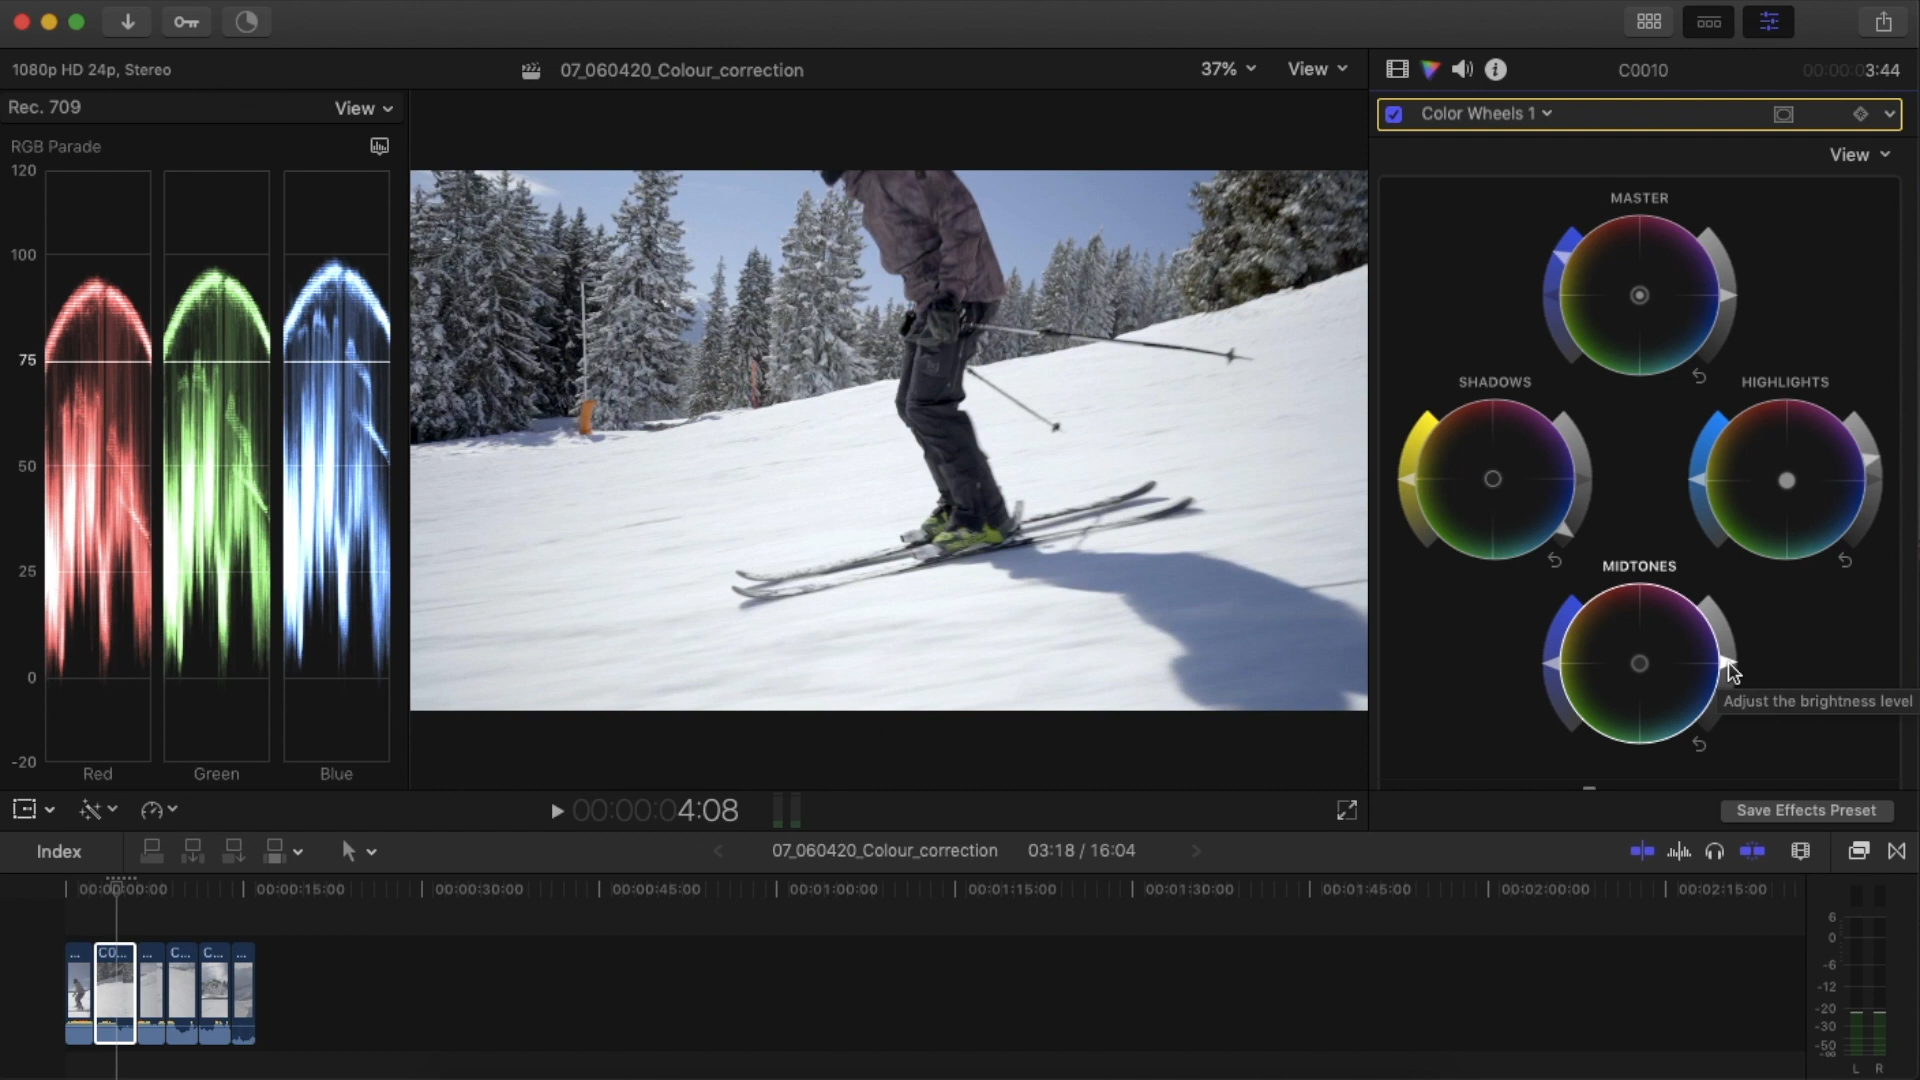 1080p HD 24p, Stereo
07_060420_Colour_correction
37%
View
C0010
00:00:03:44
Rec. 709
View
Color Wheels 1
RGB Parade
View
120
100
75
50
25
0
-20
Red
Green
Blue
MASTER
SHADOWS
HIGHLIGHTS
MIDTONES
Adjust the brightness level
00:00:04:08
Save Effects Preset
Index
07_060420_Colour_correction
03:18 / 16:04
00:00:00:00
00:00:15:00
00:00:30:00
00:00:45:00
00:01:00:00
00:01:15:00
00:01:30:00
00:01:45:00
00:02:00:00
00:02:15:00
...
C0...
...
C...
C...
...
6
0
-6
-12
-20
-30
-50
-∞
L
R